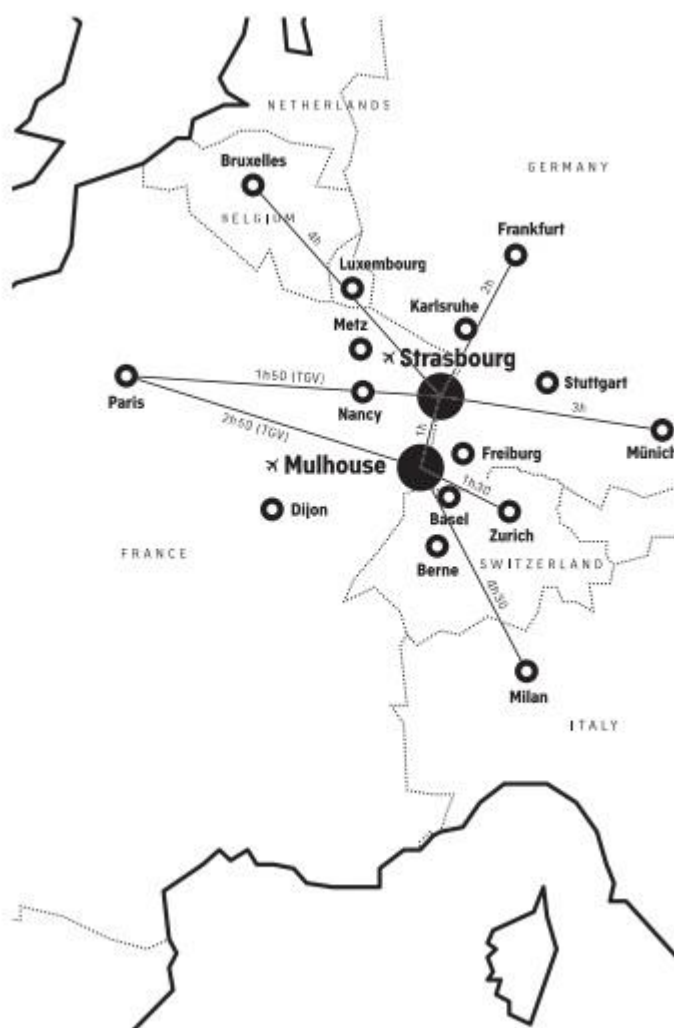 NETHERLANDS
Bruxelles
GERMANY
BELGIUM
Frankfurt
4h
Luxembourg
2h
Karlsruhe
Metz
Strasbourg
1h50 (TGV)
Stuttgart
Paris
Nancy
3h
2h50 (TGV)
1h
Münich
Freiburg
Mulhouse
1h30
Basel
Dijon
Zurich
FRANCE
Berne
SWITZERLAND
4h30
Milan
ITALY